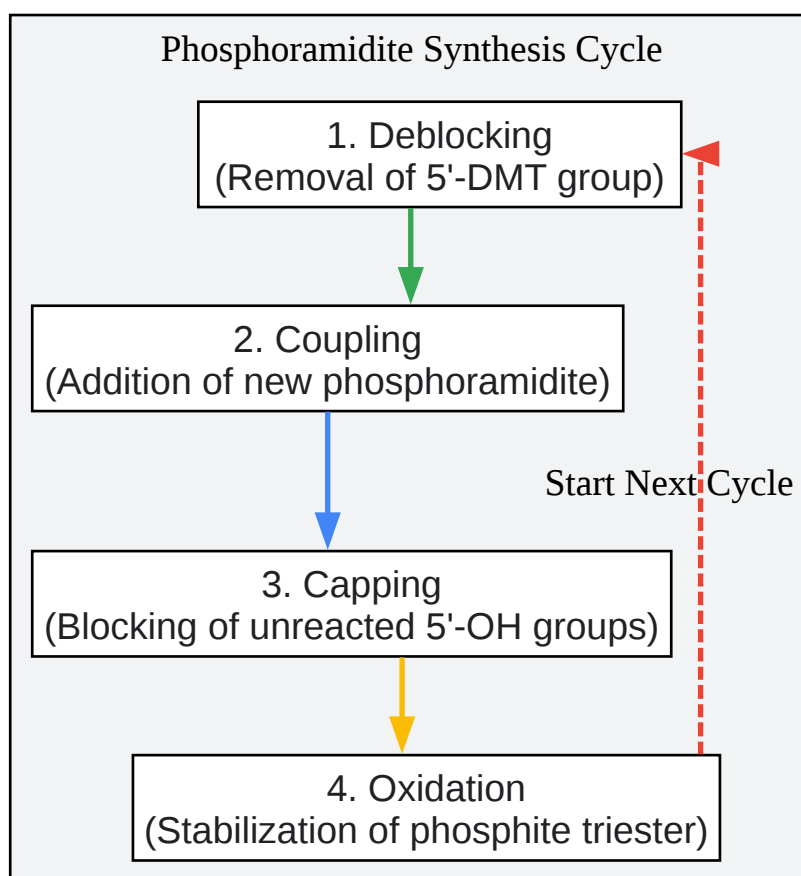 Phosphoramidite Synthesis Cycle
1. Deblocking
(Removal of 5'-DMT group)
2. Coupling
(Addition of new phosphoramidite)
Start Next Cycle
3. Capping
(Blocking of unreacted 5'-OH groups)
4. Oxidation
(Stabilization of phosphite triester)